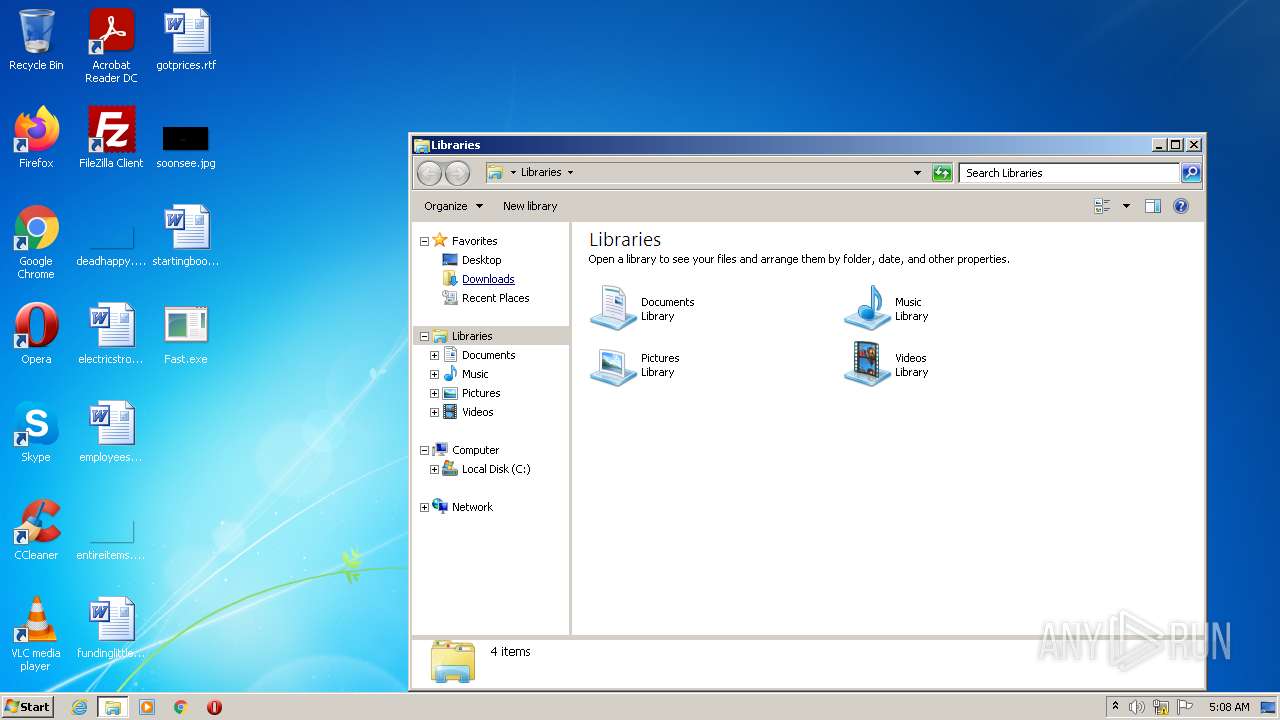 Recycle Bin
Acrobat
Reader DC
gotprices.rtf
Firefox
FileZilla Client
soonsee.jpg
Google
Chrome
deadhappy....
startingboo...
Opera
electricstro...
Fast.exe
Skype
employees...
CCleaner
entireitems....
VLC media
player
fundinglittle...
Libraries
Libraries
Search Libraries
Organize
New library
Favorites
Desktop
Downloads
Recent Places
Libraries
Documents
Music
Pictures
Videos
Computer
Local Disk (C:)
Network
Libraries
Open a library to see your files and arrange them by folder, date, and other properties.
Documents
Library
Music
Library
Pictures
Library
Videos
Library
4 items
ANY RUN
Start
5:08 AM